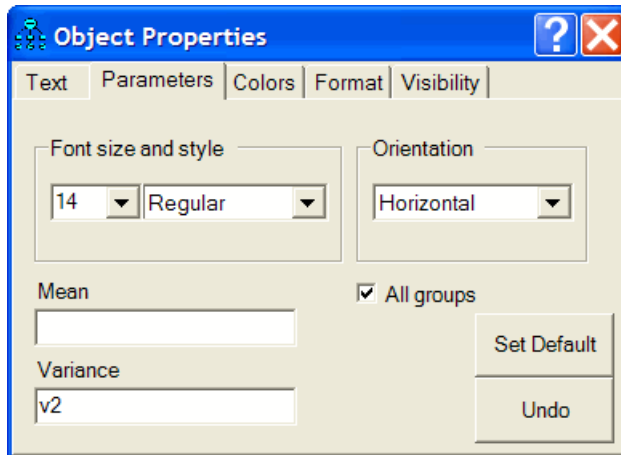 Object Properties
Text Parameters Colors Format Visibility
Font size and style
14 Regular
Orientation
Horizontal
Mean
All groups
Variance
v2
Set Default
Undo